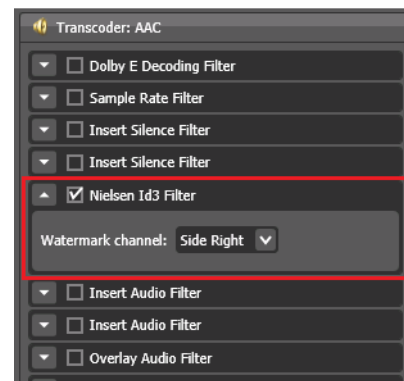 Transcoder: AAC
Dolby E Decoding Filter
Sample Rate Filter
Insert Silence Filter
Insert Silence Filter
Nielsen Id3 Filter
Watermark channel: Side Right
Insert Audio Filter
Insert Audio Filter
Overlay Audio Filter